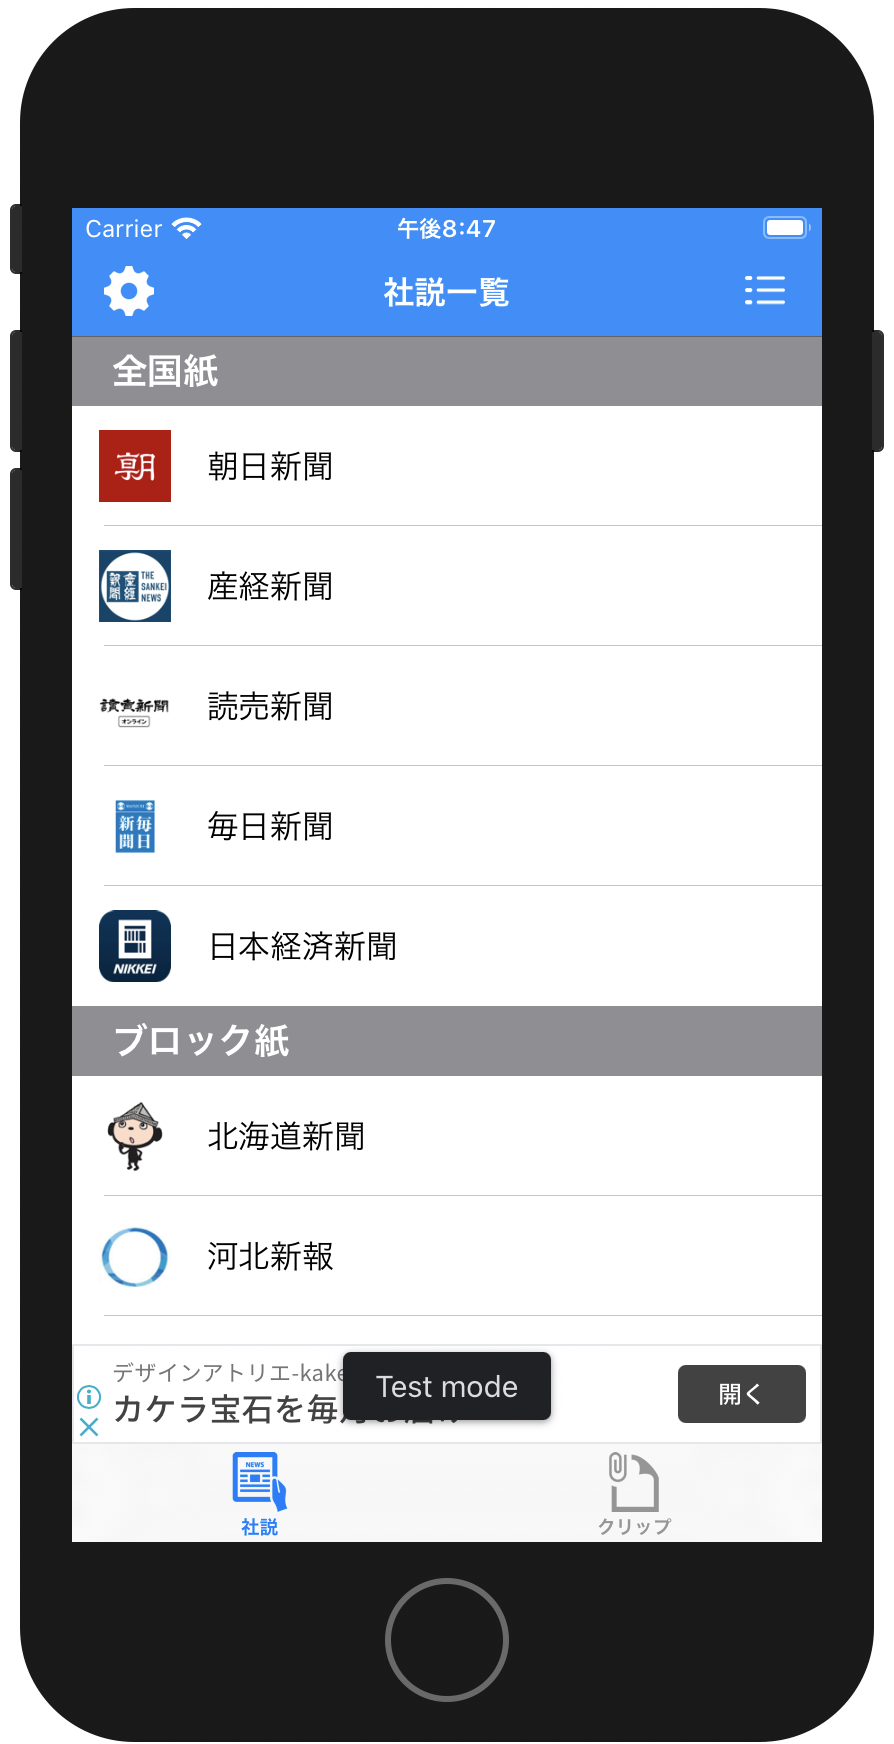 Carrier 午後8:47
社説一覧
全国紙
朝
朝日新聞
産経新聞 THE SANKEI NEWS
産経新聞
読売新聞
オンライン
読売新聞
毎日新聞
毎日新聞
NIKKEI
日本経済新聞
ブロック紙
北海道新聞
河北新報
デザインアトリエ-kake
カケラ宝石を毎
Test mode
開く
NEWS
社説
クリップ